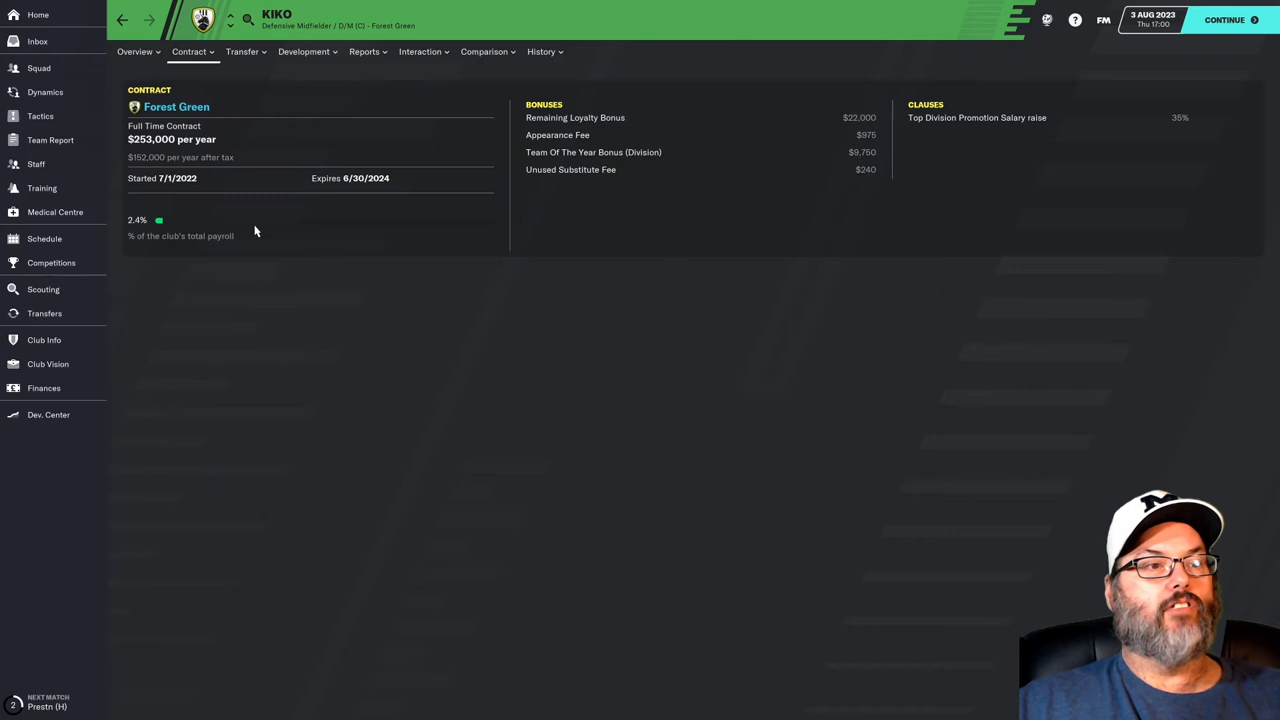 Home
Inbox
Squad
Dynamics
Tactics
Team Report
Staff
Training
Medical Centre
Schedule
Competitions
Scouting
Transfers
Club Info
Club Vision
Finances
Dev. Center
2
NEXT MATCH
Prestn (H)
KIKO
Defensive Midfielder / D/M (C) - Forest Green
?
FM
3 AUG 2023
Thu 17:00
CONTINUE
Overview
Contract
Transfer
Development
Reports
Interaction
Comparison
History
CONTRACT
Forest Green
Full Time Contract
$253,000 per year
$152,000 per year after tax
Started 7/1/2022
Expires 6/30/2024
2.4%
% of the club's total payroll
BONUSES
Remaining Loyalty Bonus $22,000
Appearance Fee $975
Team Of The Year Bonus (Division) $9,750
Unused Substitute Fee $240
CLAUSES
Top Division Promotion Salary raise 35%
M